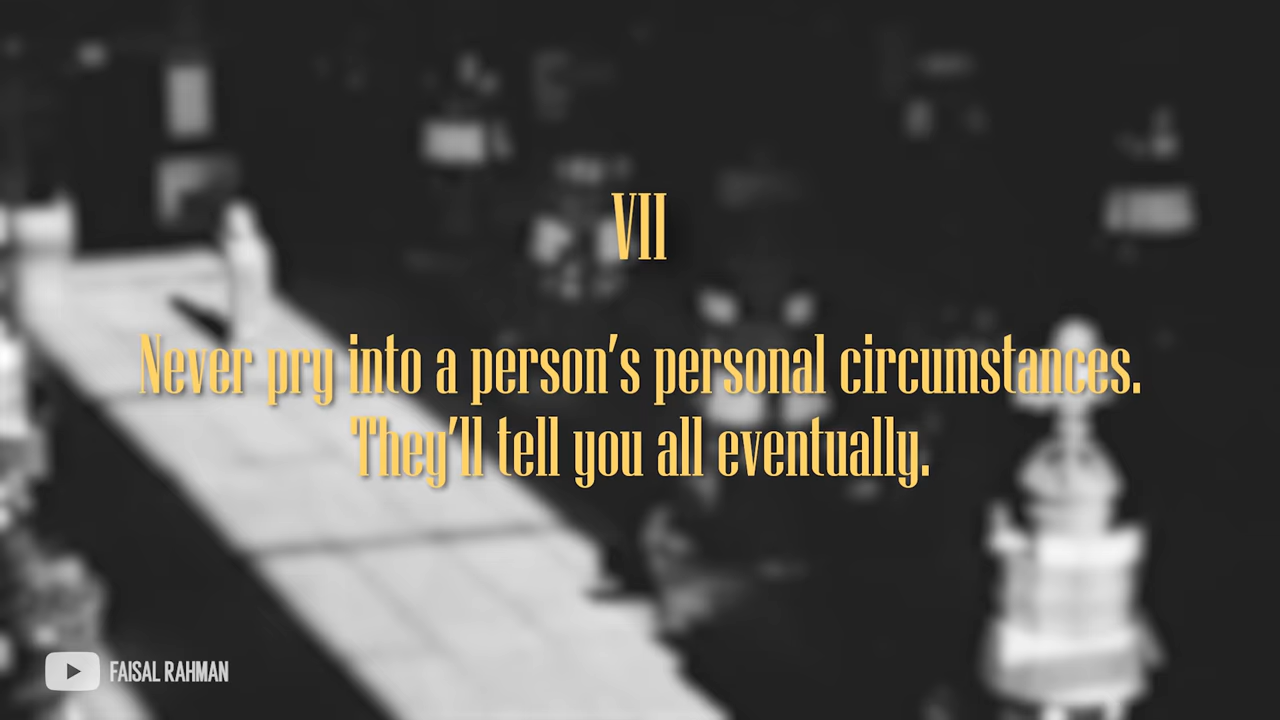 VII
Never pry into a person's personal circumstances.
They'll tell you all eventually.
FAISAL RAHMAN